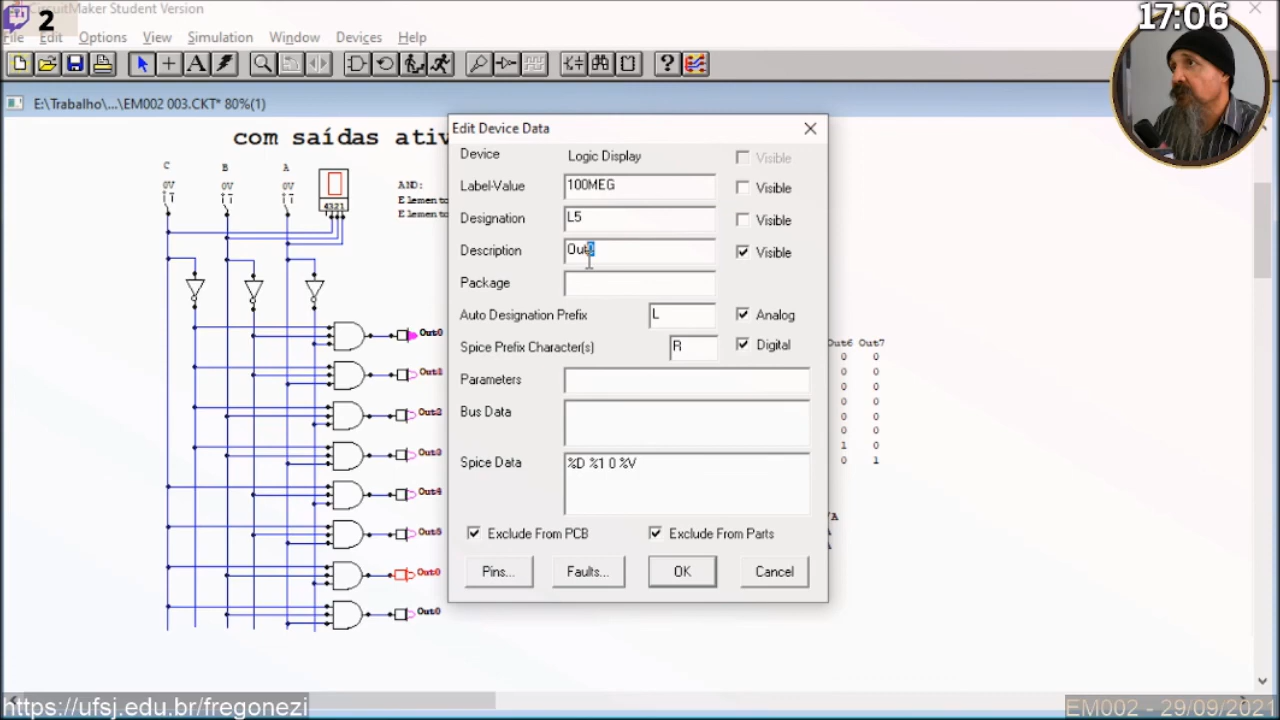 CircuitMaker Student Version
2
17:06
File Edit Options View Simulation Window Devices Help
E:\Trabalho\...\EM002 003.CKT* 80%(1)
com saídas ativ
C B A
0V 0V 0V
4321
AND:
Elemento
Elemento
Out0
Out1
Out2
Out3
Out4
Out5
Out0
Out0
Edit Device Data
Device Logic Display Visible
Label-Value 100MEG Visible
Designation L5 Visible
Description Out0 Visible
Package
Auto Designation Prefix L Analog
Spice Prefix Character(s) R Digital
Parameters
Bus Data
Spice Data %D %1 0 %V
Exclude From PCB Exclude From Parts
Pins... Faults... OK Cancel
Out6 Out7
0 0
0 0
0 0
0 0
0 0
0 0
1 0
0 1
/A
A
A
https://ufsj.edu.br/fregonezi
EM002 - 29/09/2021